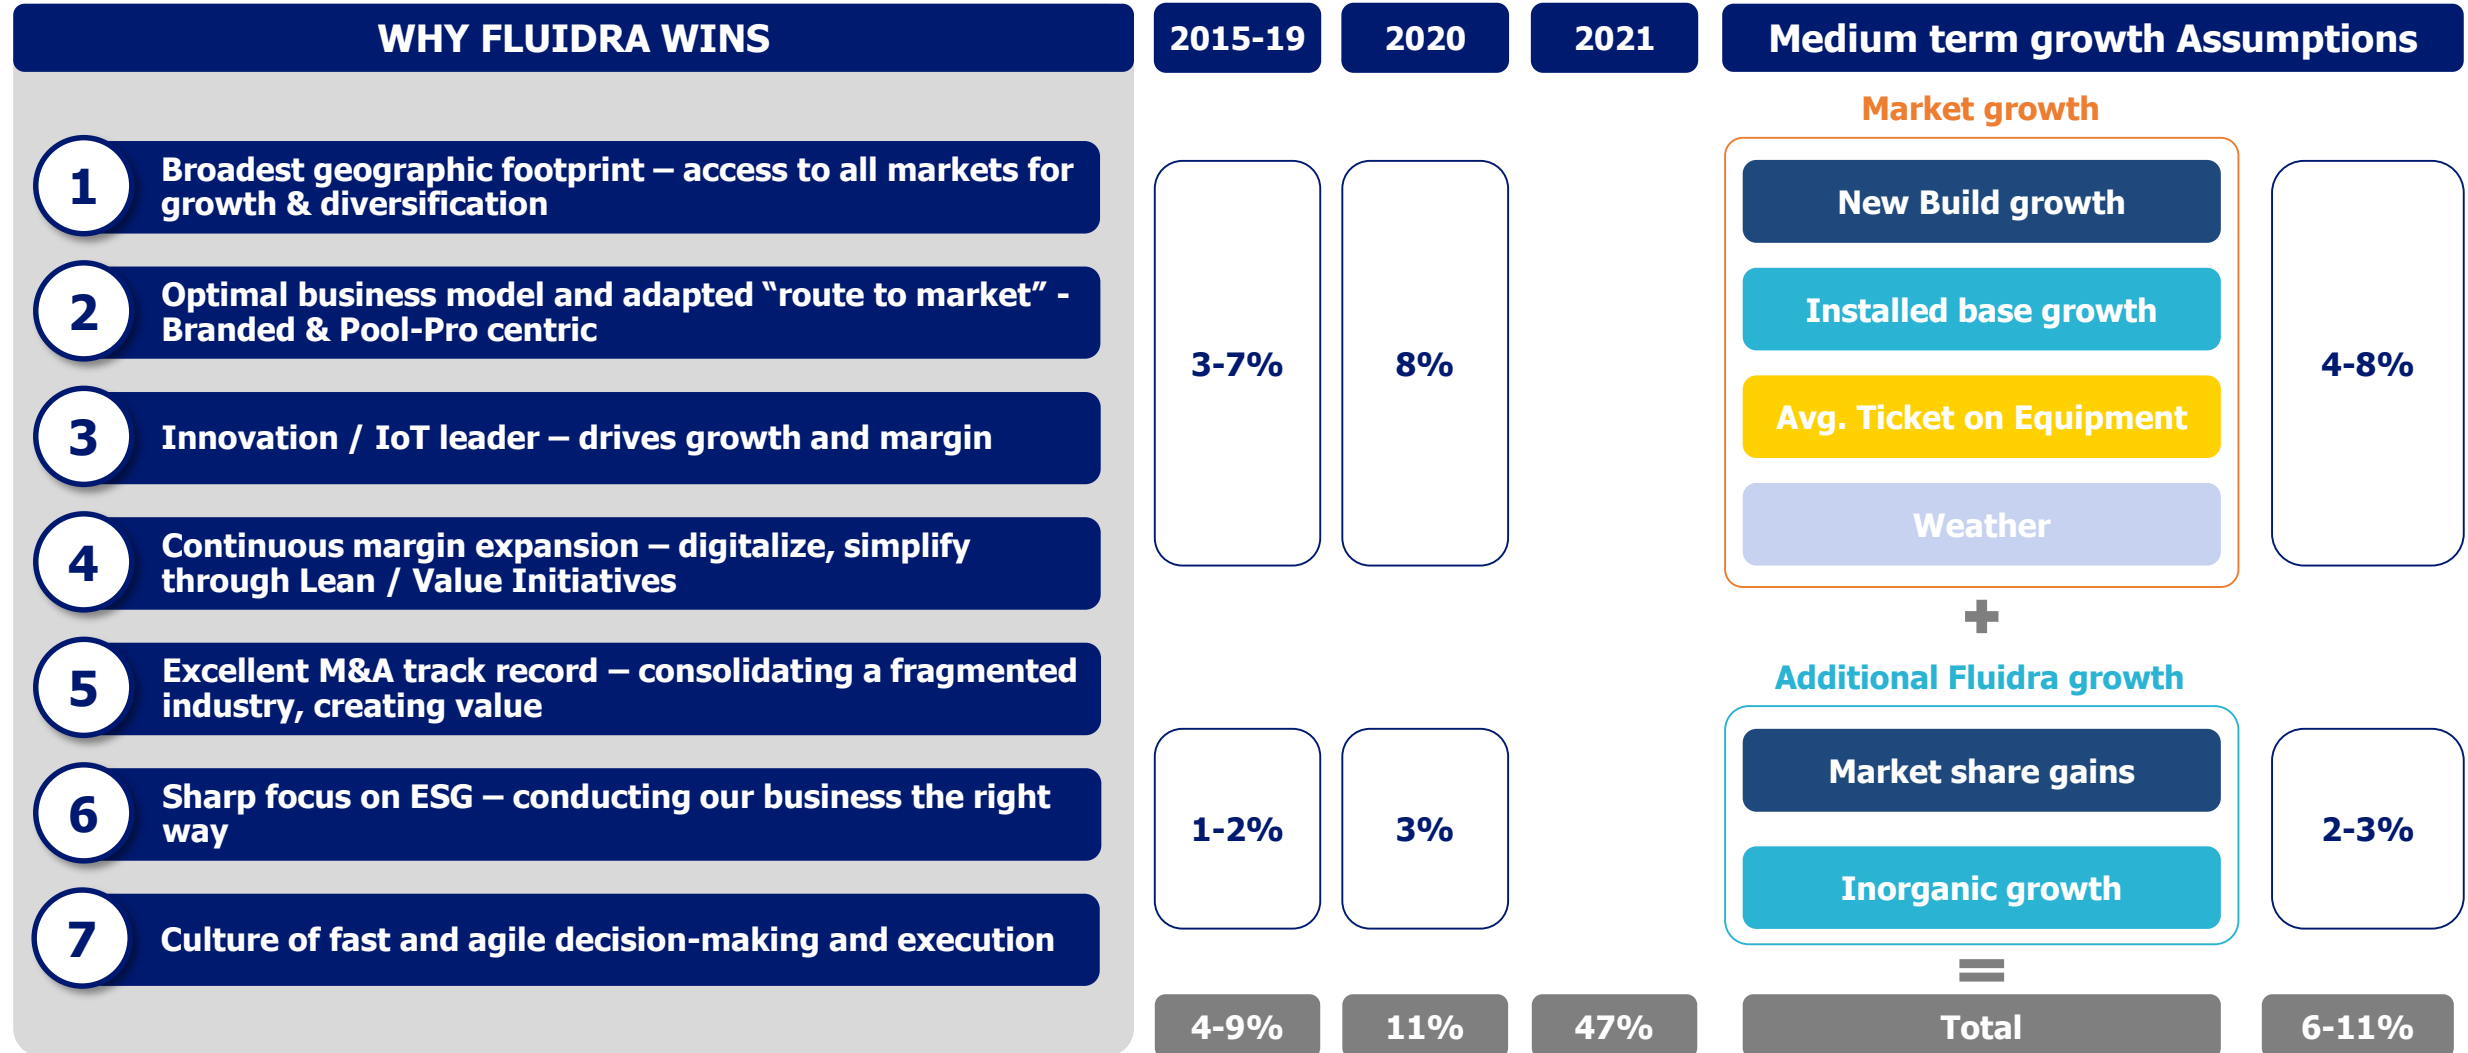 WHY FLUIDRA WINS
1
Broadest geographic footprint – access to all markets for
growth & diversification
2
Optimal business model and adapted “route to market” -
Branded & Pool-Pro centric
3
Innovation / IoT leader – drives growth and margin
4
Continuous margin expansion – digitalize, simplify
through Lean / Value Initiatives
5
Excellent M&A track record – consolidating a fragmented
industry, creating value
6
Sharp focus on ESG – conducting our business the right
way
7
Culture of fast and agile decision-making and execution
2015-19
2020
2021
Medium term growth Assumptions
Market growth
New Build growth
Installed base growth
Avg. Ticket on Equipment
Weather
3-7%
8%
4-8%
+
Additional Fluidra growth
Market share gains
Inorganic growth
1-2%
3%
2-3%
=
4-9%
11%
47%
Total
6-11%